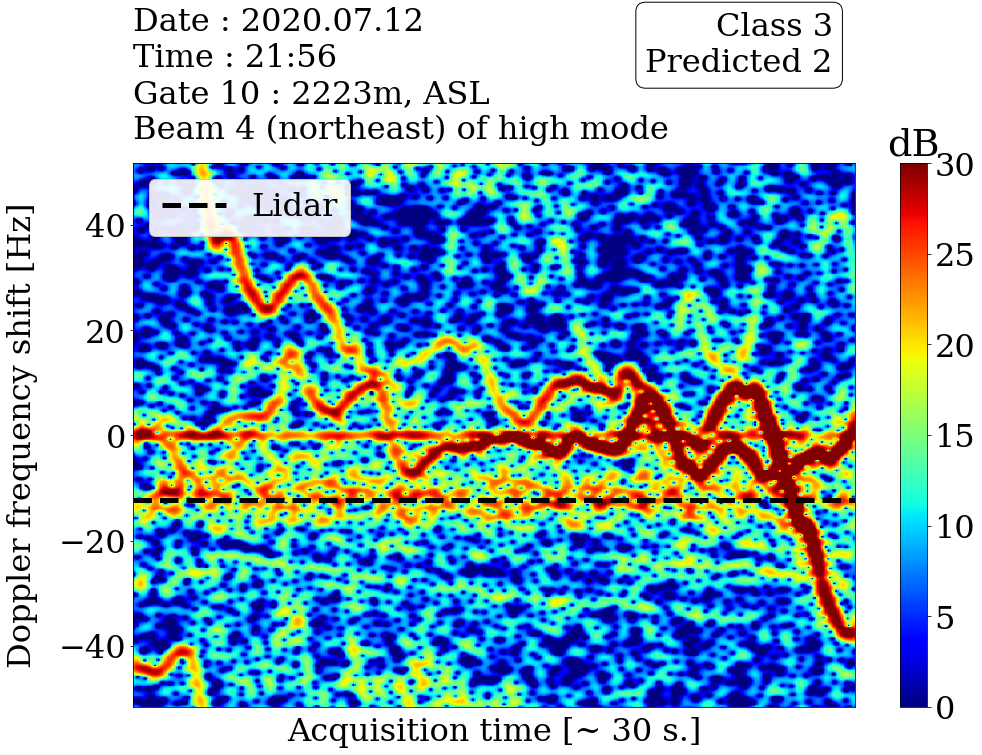 Date : 2020.07.12
Time : 21:56
Gate 10 : 2223m, ASL
Beam 4 (northeast) of high mode
Class 3
Predicted 2
dB
Lidar
Doppler frequency shift [Hz]
40
20
0
−20
−40
Acquisition time [~ 30 s.]
30
25
20
15
10
5
0